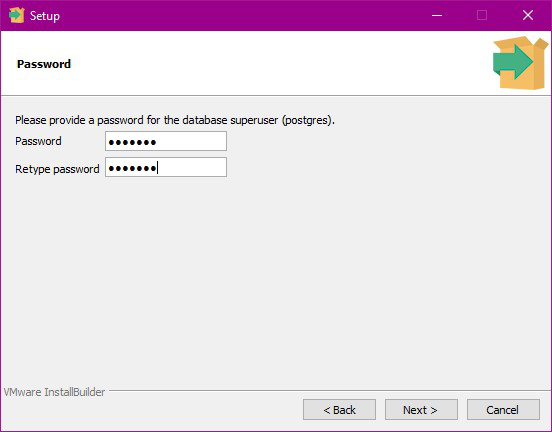 Setup
Password
Please provide a password for the database superuser (postgres).
Password •••••••
Retype password •••••••
VMware InstallBuilder
< Back Next > Cancel